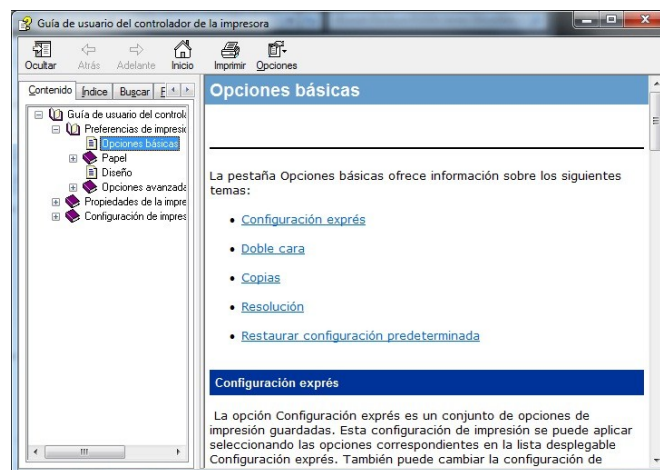 Guía de usuario del controlador de la impresora
Ocultar Atrás Adelante Inicio Imprimir Opciones
Contenido Índice Buscar
Guía de usuario del control
Preferencias de impresi
Opciones básicas
Papel
Diseño
Opciones avanzada
Propiedades de la impre
Configuración de impres
Opciones básicas
La pestaña Opciones básicas ofrece información sobre los siguientes
temas:
• Configuración exprés
• Doble cara
• Copias
• Resolución
• Restaurar configuración predeterminada
Configuración exprés
La opción Configuración exprés es un conjunto de opciones de
impresión guardadas. Esta configuración de impresión se puede aplicar
seleccionando las opciones correspondientes en la lista desplegable
Configuración exprés. También puede cambiar la configuración de